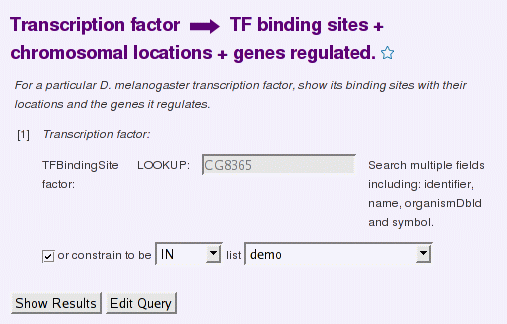 Transcription factor TF binding sites +
chromosomal locations + genes regulated.
For a particular D. melanogaster transcription factor, show its binding sites with their
locations and the genes it regulates.
[1] Transcription factor:
TFBindingSite LOOKUP: CG8365 Search multiple fields
factor: including: identifier,
name, organismDbId
and symbol.
or constrain to be IN list demo
Show Results Edit Query